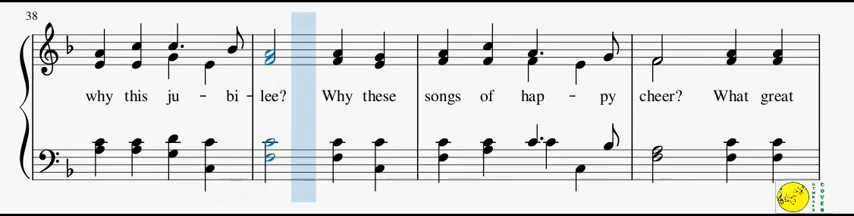 38
why this ju - bi - lee? Why these songs of hap - py cheer? What great